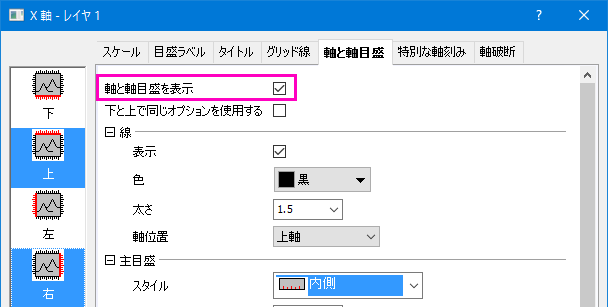 X 軸 - レイヤ 1
スケール 目盛ラベル タイトル グリッド線 軸と軸目盛 特別な軸刻み 軸破断
下
上
左
右
軸と軸目盛を表示
下と上で同じオプションを使用する
線
表示
色 黒
太さ 1.5
軸位置 上軸
主目盛
スタイル 内側